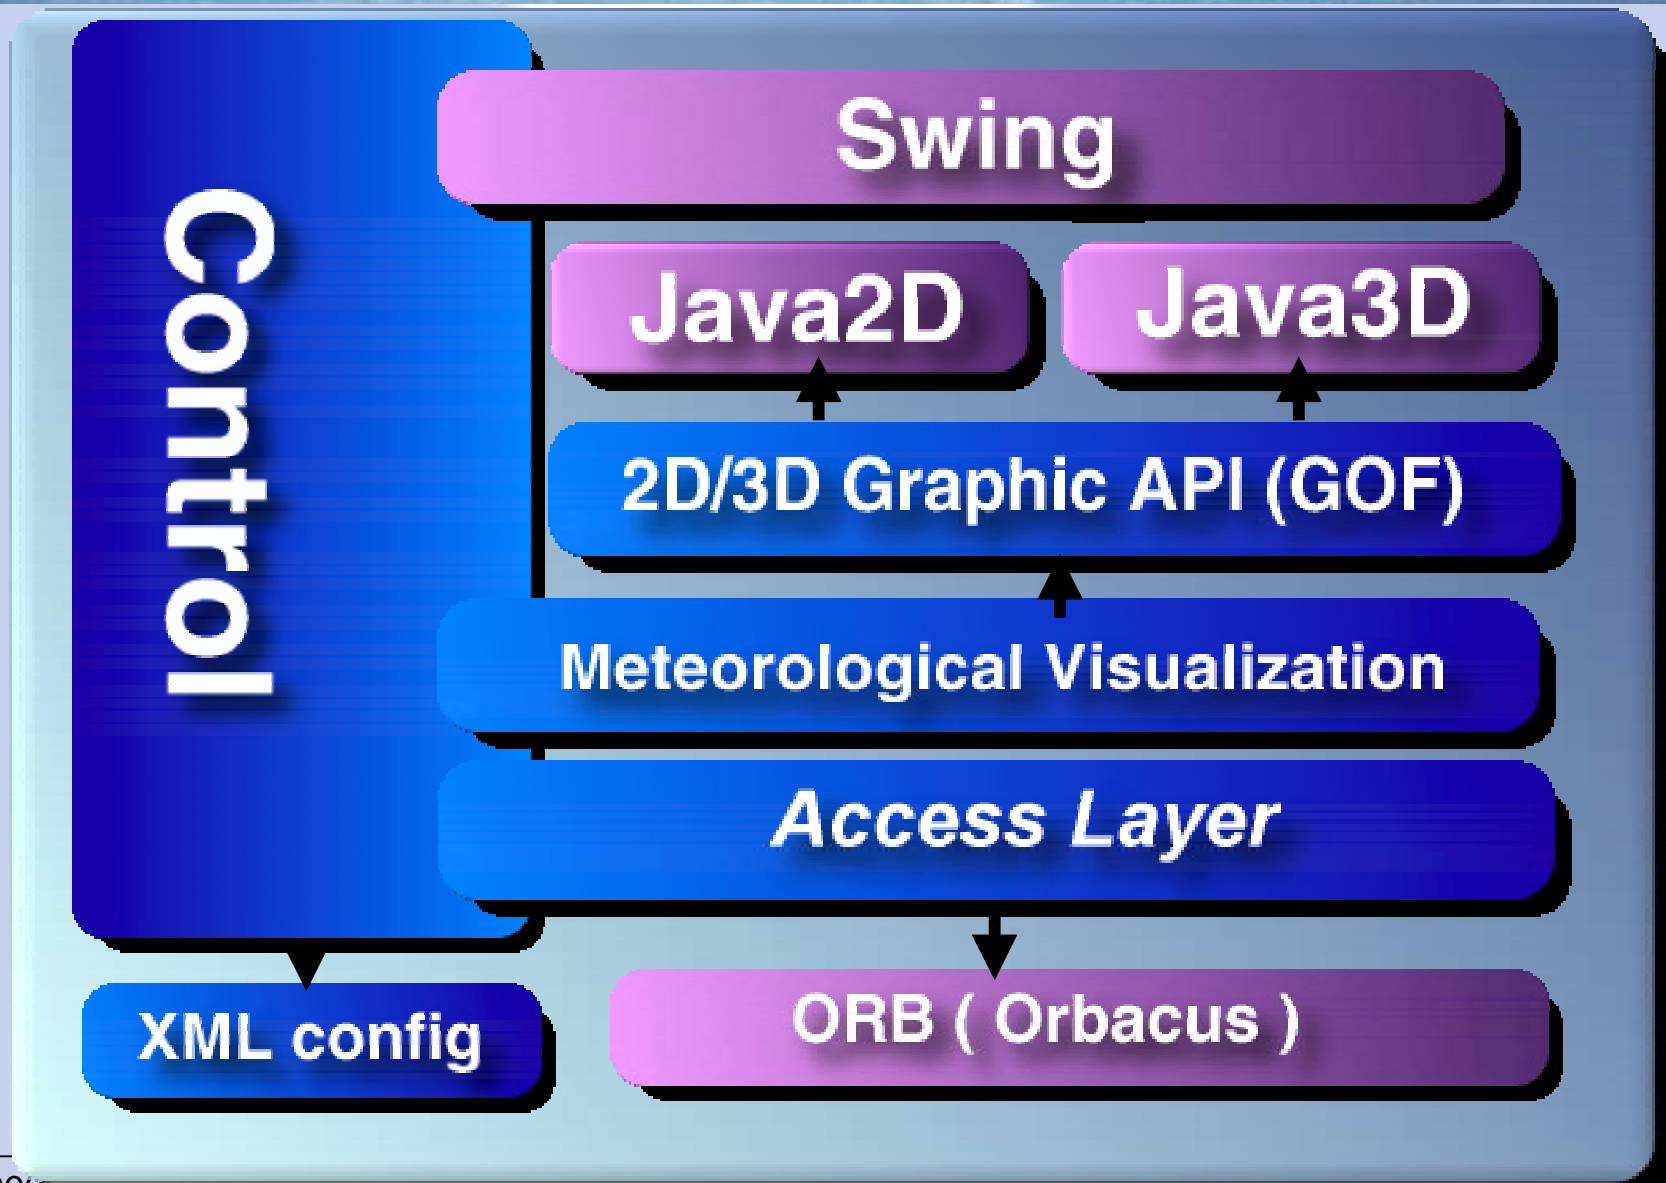 Control
Swing
Java2D
Java3D
2D/3D Graphic API (GOF)
Meteorological Visualization
Access Layer
XML config
ORB ( Orbacus )